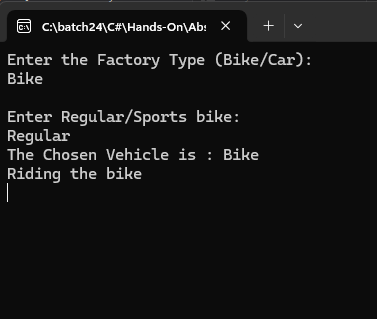 C:\batch24\C#\Hands-On\Abs
Enter the Factory Type (Bike/Car):
Bike
Enter Regular/Sports bike:
Regular
The Chosen Vehicle is : Bike
Riding the bike